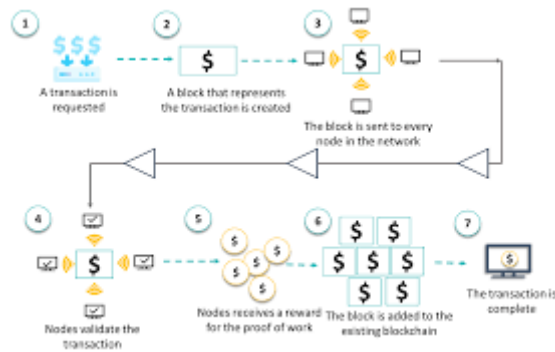 1
2
3
$ $ $
$
$
A transaction is
requested
A block that represents
the transaction is created
The block is sent to every
node in the network
4
5
6
7
$
$
$
$
$
$
$
$ $
$ $ $
$ $
$
Nodes validate the
transaction
Nodes receives a reward
for the proof of work
The block is added to the
existing blockchain
The transaction is
complete